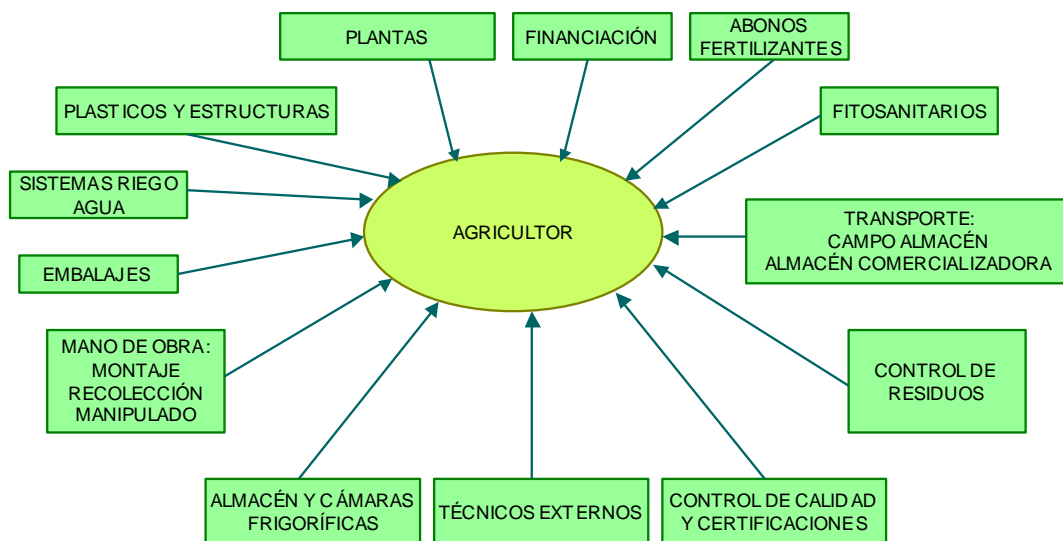 PLANTAS
FINANCIACIÓN
ABONOS
FERTILIZANTES
PLASTICOS Y ESTRUCTURAS
FITOSANITARIOS
SISTEMAS RIEGO
AGUA
AGRICULTOR
TRANSPORTE:
CAMPO ALMACÉN
ALMACÉN COMERCIALIZADORA
EMBALAJES
MANO DE OBRA:
MONTAJE
RECOLECCIÓN
MANIPULADO
CONTROL DE
RESIDUOS
ALMACÉN Y CÁMARAS
FRIGORÍFICAS
TÉCNICOS EXTERNOS
CONTROL DE CALIDAD
Y CERTIFICACIONES